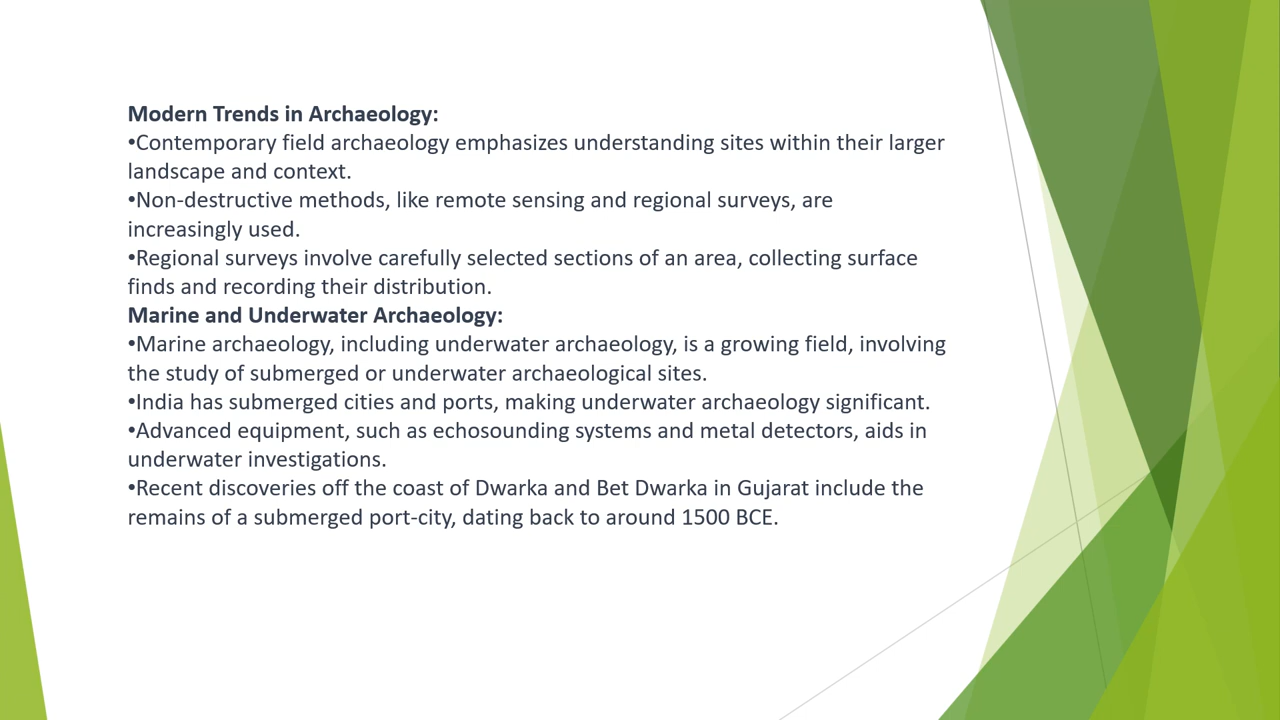 Modern Trends in Archaeology:
•Contemporary field archaeology emphasizes understanding sites within their larger
landscape and context.
•Non-destructive methods, like remote sensing and regional surveys, are
increasingly used.
•Regional surveys involve carefully selected sections of an area, collecting surface
finds and recording their distribution.
Marine and Underwater Archaeology:
•Marine archaeology, including underwater archaeology, is a growing field, involving
the study of submerged or underwater archaeological sites.
•India has submerged cities and ports, making underwater archaeology significant.
•Advanced equipment, such as echosounding systems and metal detectors, aids in
underwater investigations.
•Recent discoveries off the coast of Dwarka and Bet Dwarka in Gujarat include the
remains of a submerged port-city, dating back to around 1500 BCE.